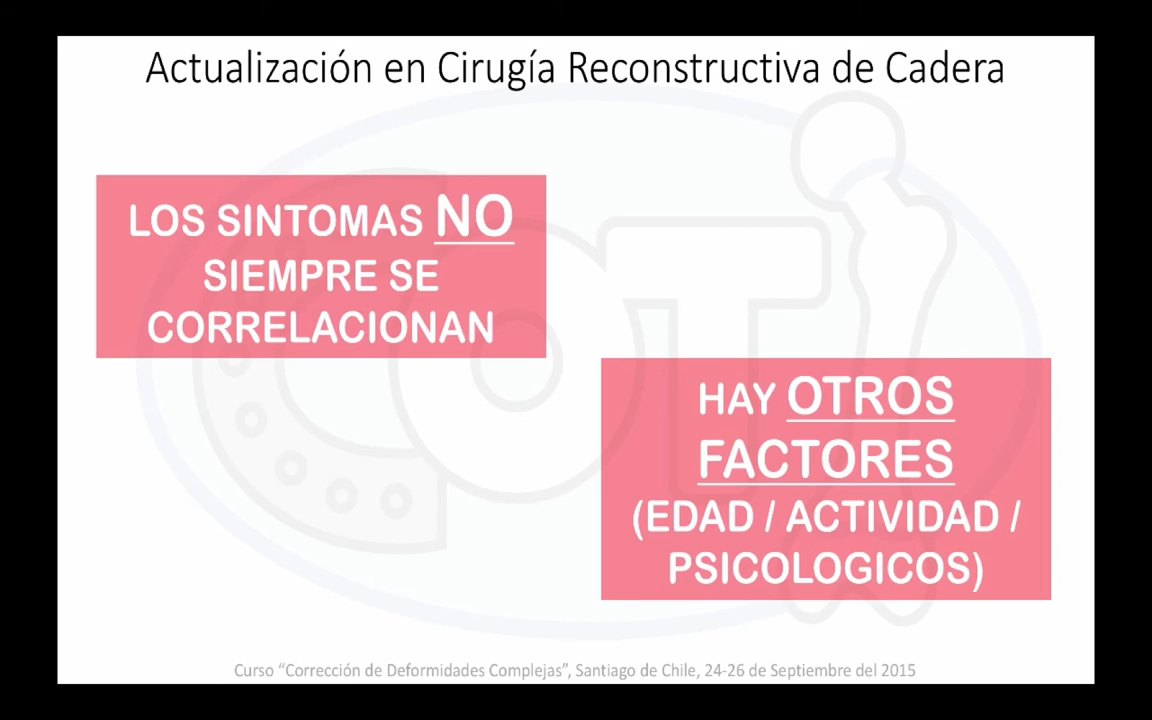 Actualización en Cirugía Reconstructiva de Cadera
LOS SINTOMAS NO
SIEMPRE SE
CORRELACIONAN
HAY OTROS
FACTORES
(EDAD / ACTIVIDAD /
PSICOLOGICOS)
COT
Curso “Corrección de Deformidades Complejas”, Santiago de Chile, 24-26 de Septiembre del 2015